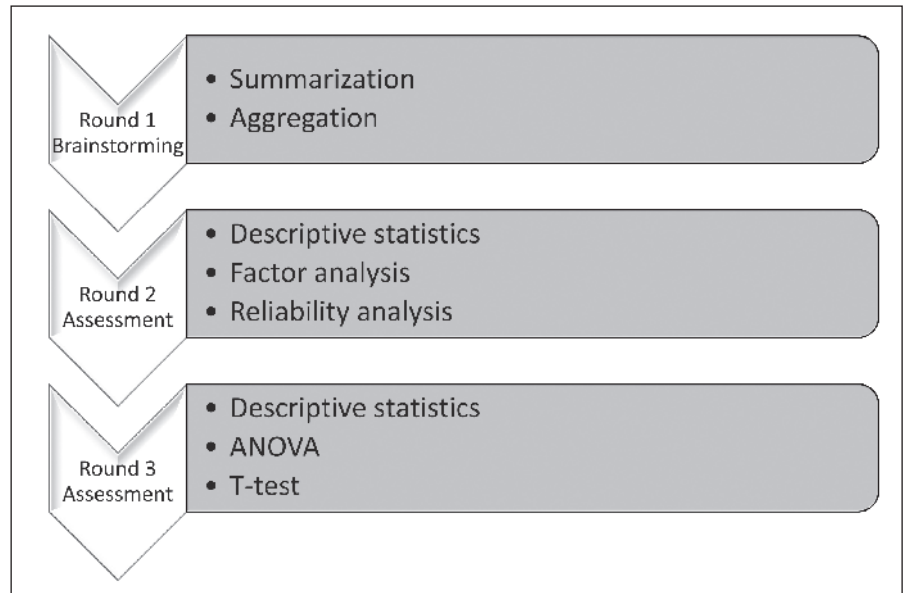 Round 1
Brainstorming
• Summarization
• Aggregation
Round 2
Assessment
• Descriptive statistics
• Factor analysis
• Reliability analysis
Round 3
Assessment
• Descriptive statistics
• ANOVA
• T-test